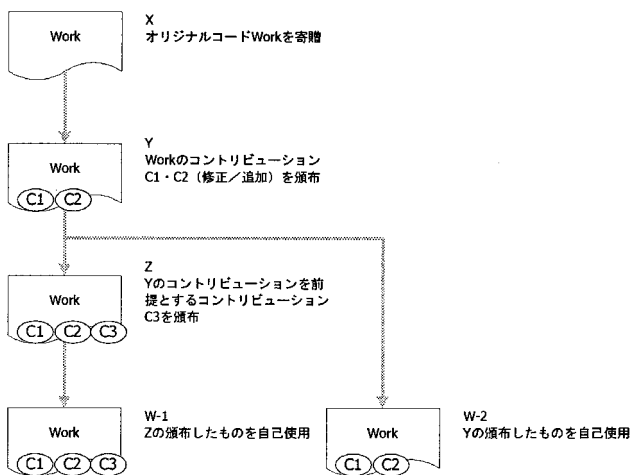 Work
X
オリジナルコードWorkを寄贈
Work
C1
C2
Y
Workのコントリビューション
C1・C2（修正／追加）を頒布
Work
C1
C2
C3
Z
Yのコントリビューションを前
提とするコントリビューション
C3を頒布
Work
C1
C2
C3
W-1
Zの頒布したものを自己使用
Work
C1
C2
W-2
Yの頒布したものを自己使用